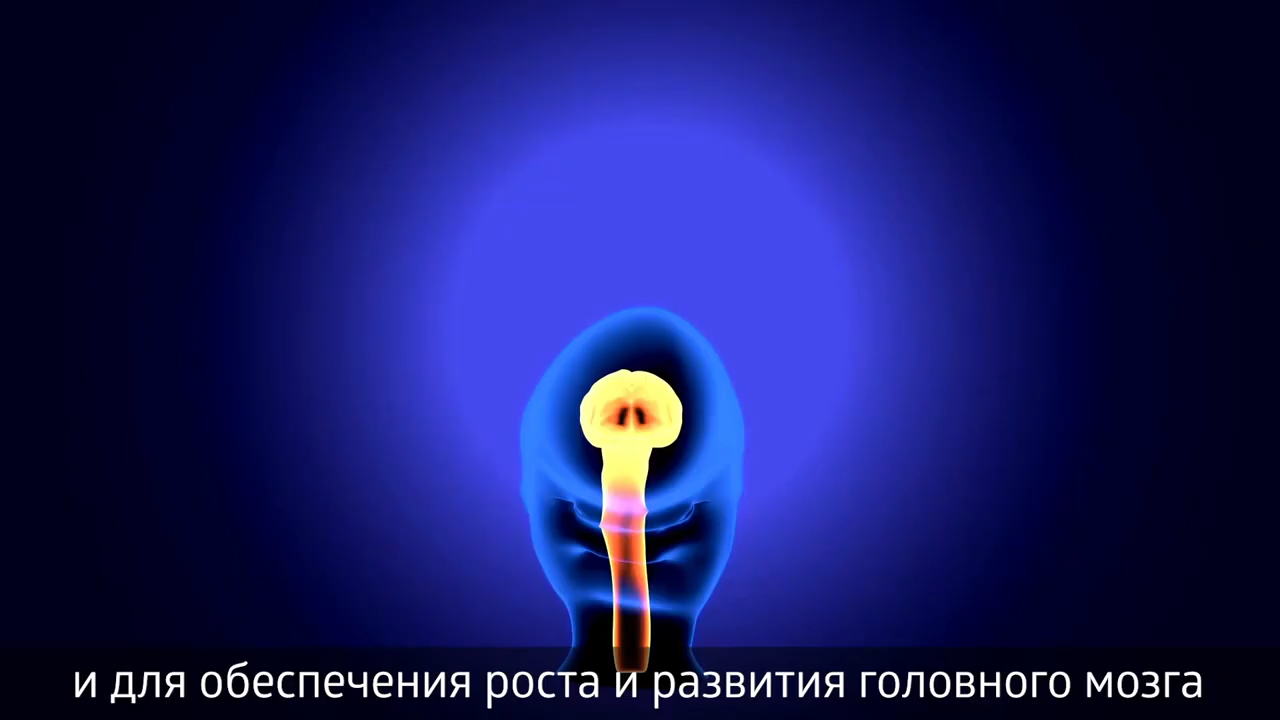 и для обеспечения роста и развития головного мозга